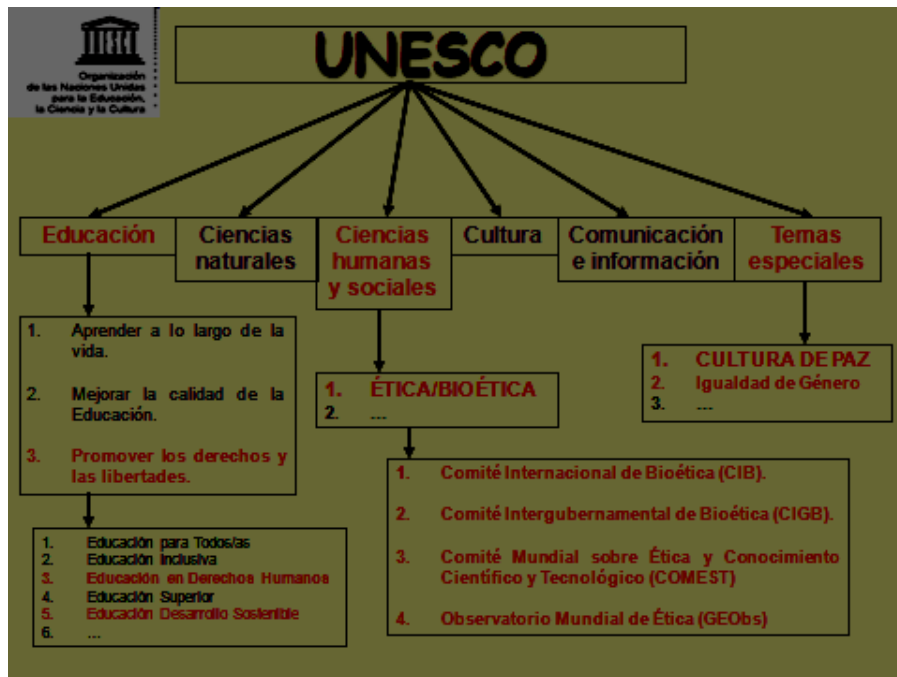 UNESCO
Organización
de las Naciones Unidas
para la Educación,
la Ciencia y la Cultura
UNESCO
Educación
Ciencias
naturales
Ciencias
humanas
y sociales
Cultura
Comunicación
e información
Temas
especiales
1. Aprender a lo largo de la
vida.
2. Mejorar la calidad de la
Educación.
3. Promover los derechos y
las libertades.
1. ÉTICA/BIOÉTICA
2. ...
1. CULTURA DE PAZ
2. Igualdad de Género
3. ...
1. Educación para Todos/as
2. Educación Inclusiva
3. Educación en Derechos Humanos
4. Educación Superior
5. Educación Desarrollo Sostenible
6. ...
1. Comité Internacional de Bioética (CIB).
2. Comité Intergubernamental de Bioética (CIGB).
3. Comité Mundial sobre Ética y Conocimiento
Científico y Tecnológico (COMEST)
4. Observatorio Mundial de Ética (GEObs)